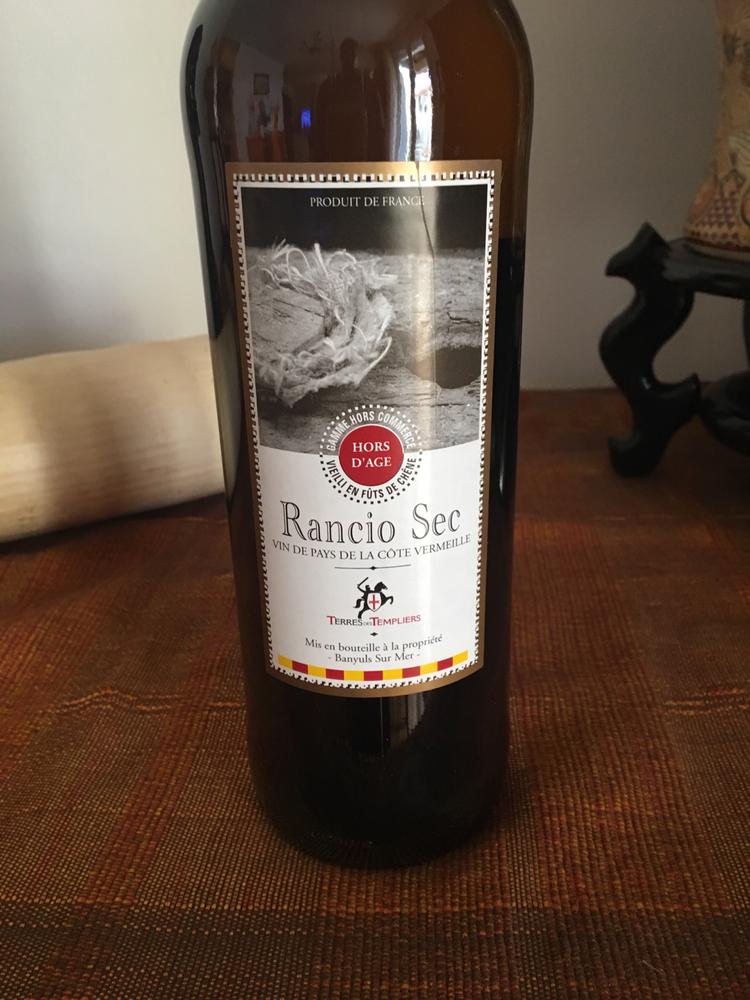 PRODUIT DE FRANCE
GAMME HORS COMMERCE
HORS
D'AGE
VIEILLI EN FÛTS DE CHÊNE
Rancio Sec
VIN DE PAYS DE LA CÔTE VERMEILLE
TERRES DES TEMPLIERS
Mis en bouteille à la propriété
- Banyuls Sur Mer -